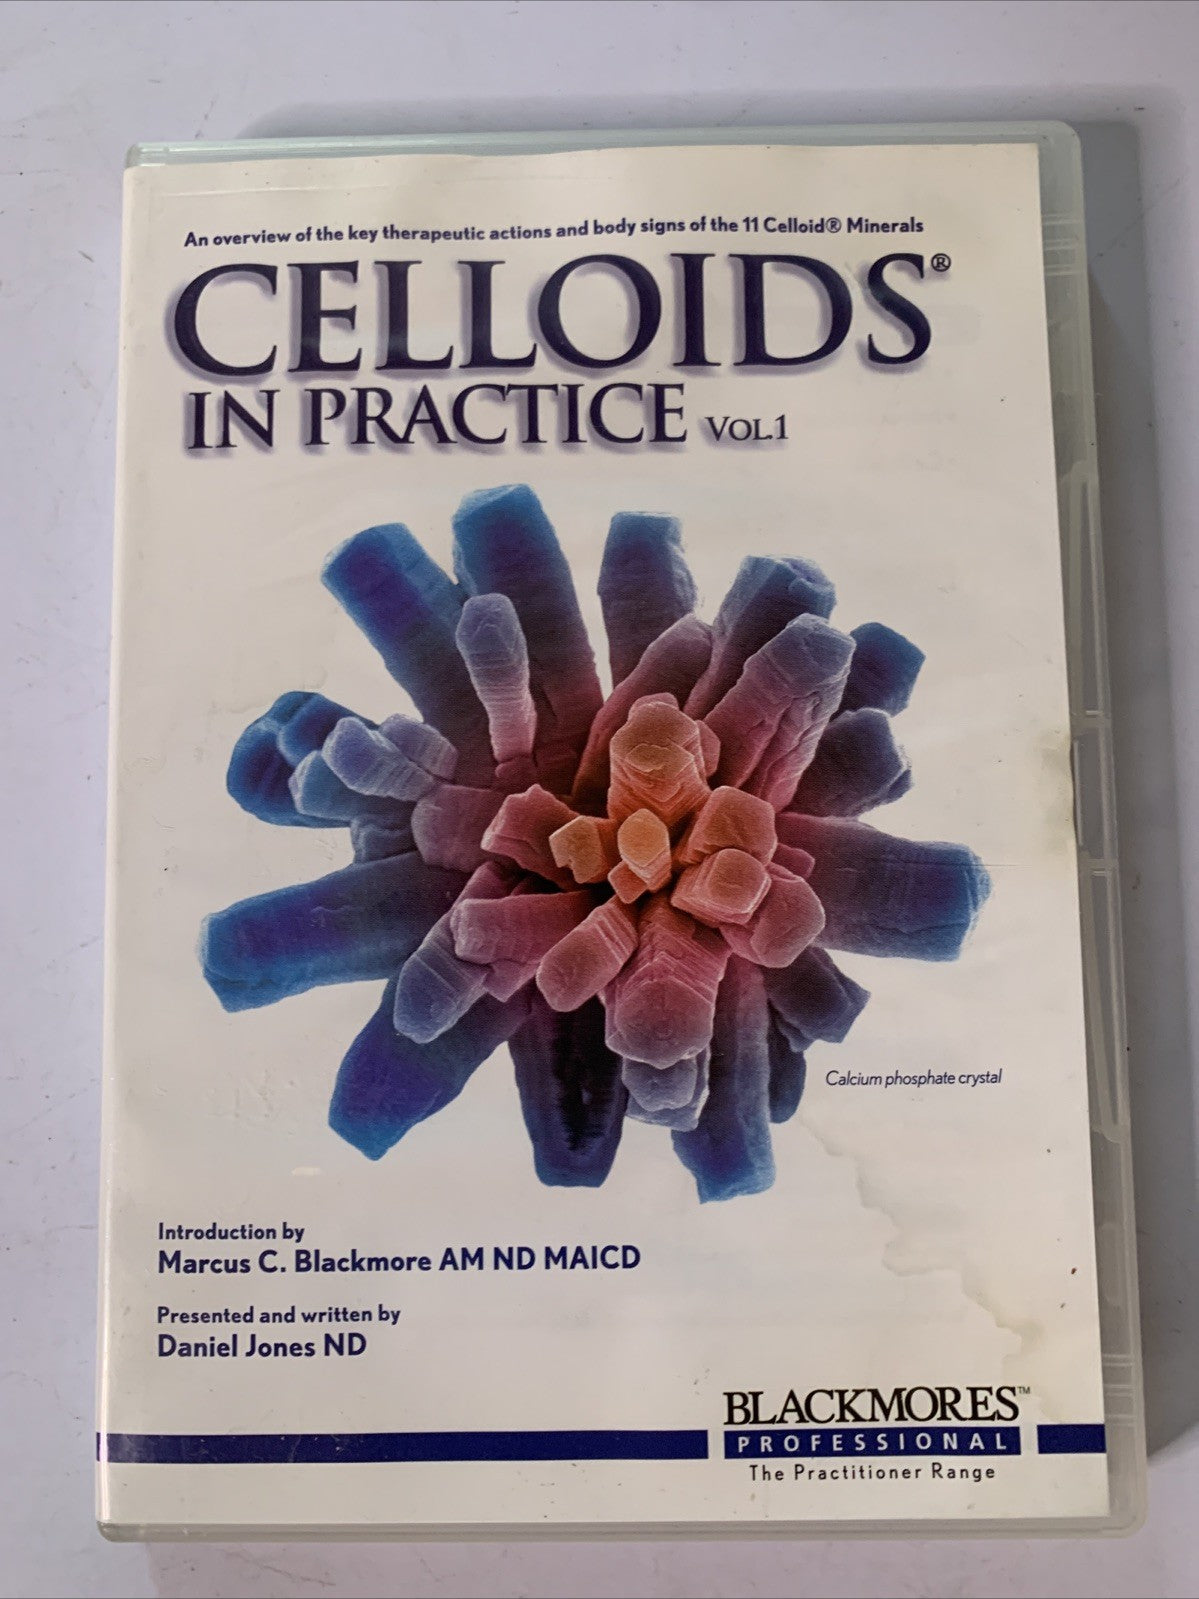 An overview of the key therapeutic actions and body signs of the 11 Celloid® Minerals
CELLOIDS®
IN PRACTICE VOL.1
Calcium phosphate crystal
Introduction by
Marcus C. Blackmore AM ND MAICD
Presented and written by
Daniel Jones ND
BLACKMORES™
PROFESSIONAL
The Practitioner Range